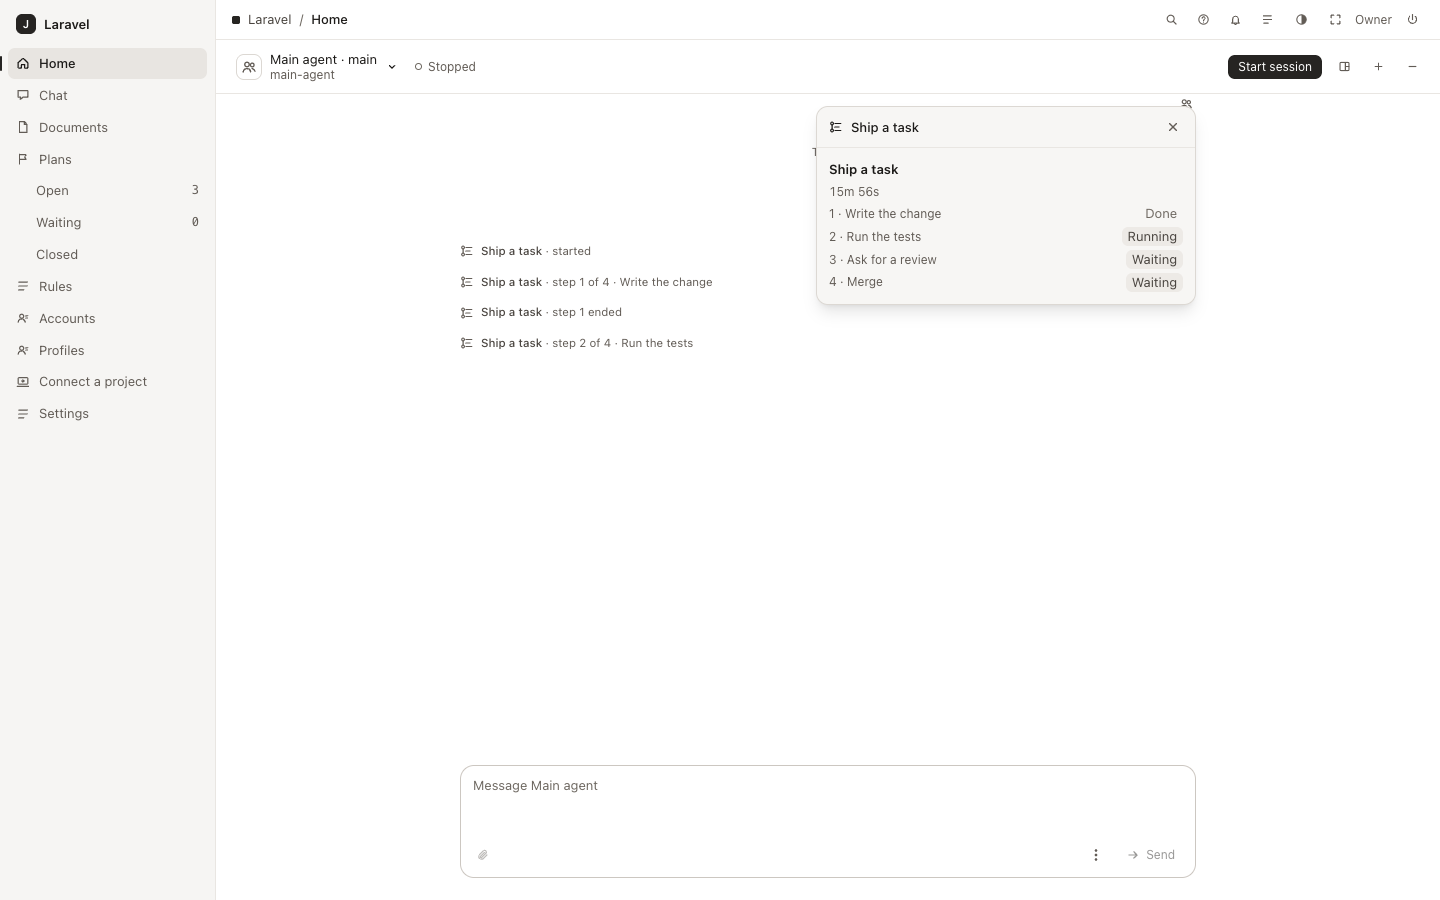 J Laravel
Home
Chat
Documents
Plans
Open 3
Waiting 0
Closed
Rules
Accounts
Profiles
Connect a project
Settings
Laravel / Home
Owner
Main agent · main
main-agent
Stopped
Start session
T
Ship a task
Ship a task
15m 56s
1 · Write the change Done
2 · Run the tests Running
3 · Ask for a review Waiting
4 · Merge Waiting
Ship a task · started
Ship a task · step 1 of 4 · Write the change
Ship a task · step 1 ended
Ship a task · step 2 of 4 · Run the tests
Message Main agent
Send